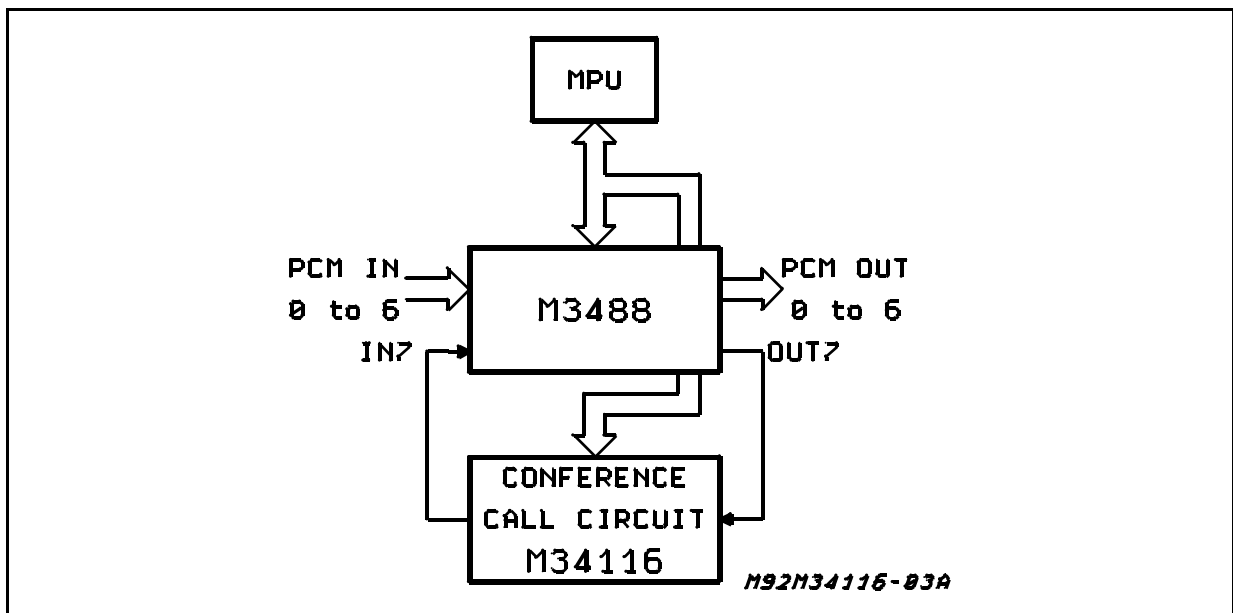 MPU
PCM IN
0 to 6
IN7
M3488
PCM OUT
0 to 6
OUT7
CONFERENCE
CALL CIRCUIT
M34116
M92M34116-03A